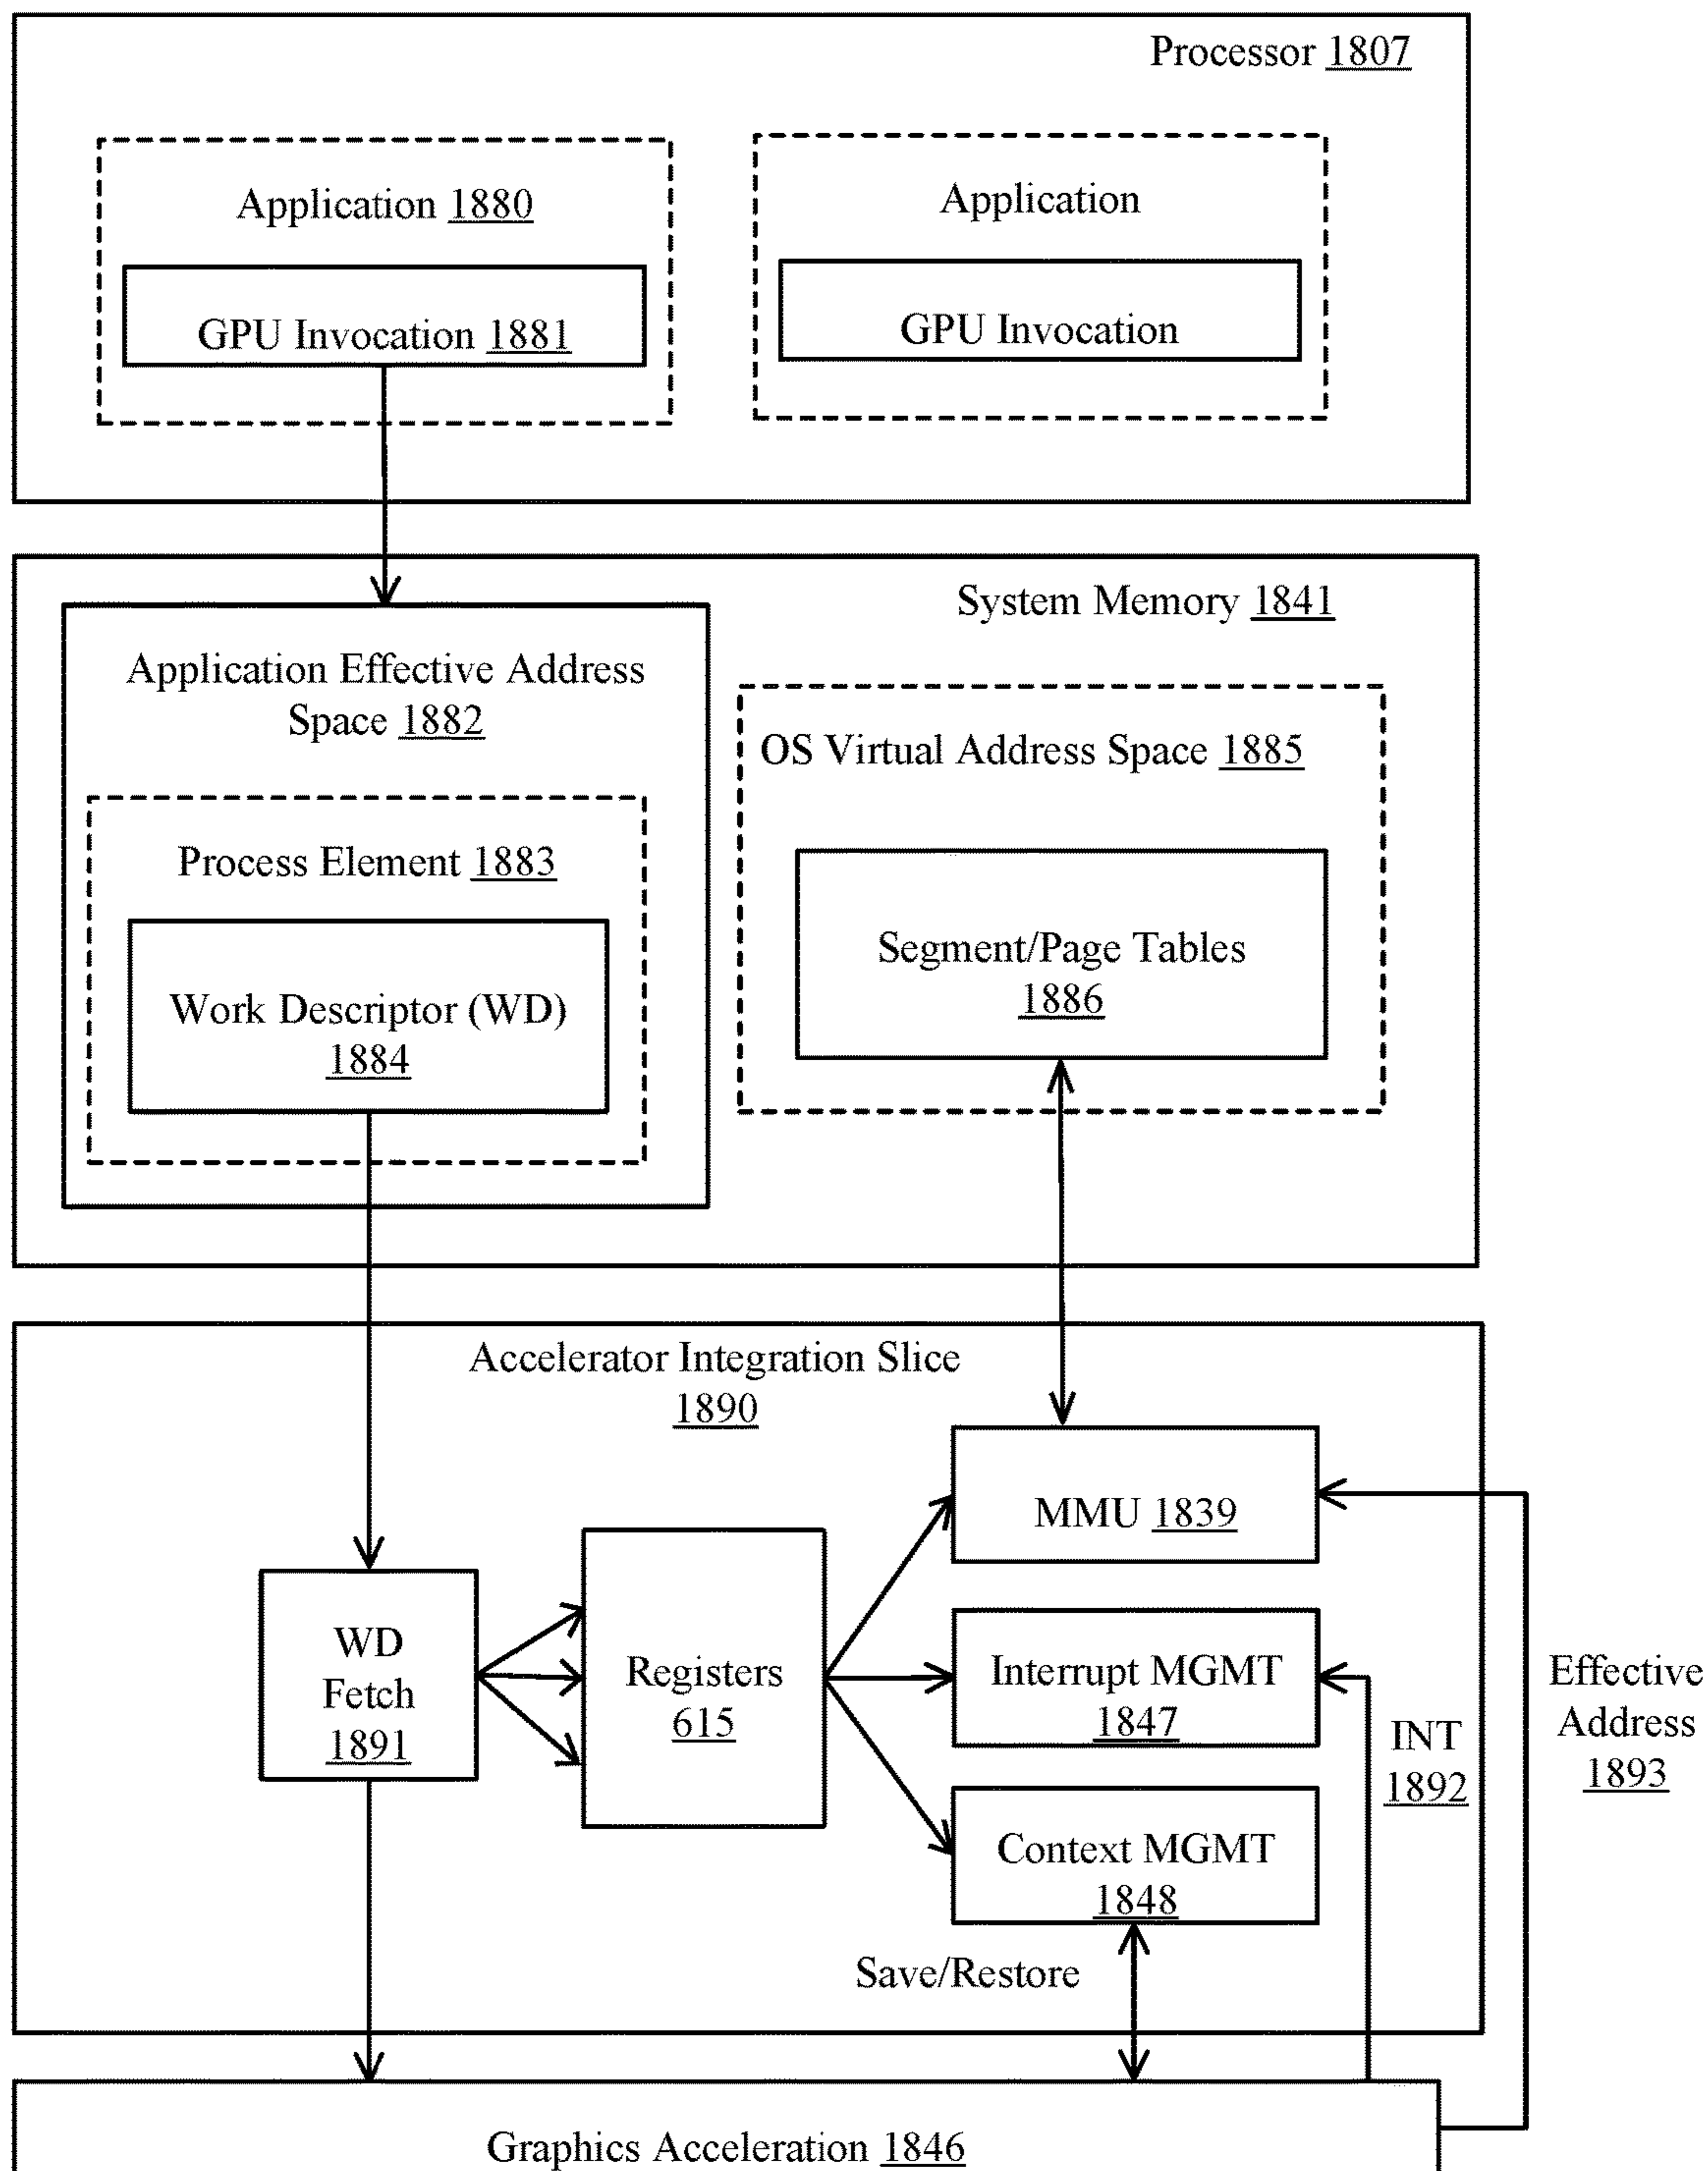 Processor 1807
Application 1880
GPU Invocation 1881
Application
GPU Invocation
System Memory 1841
Application Effective Address
Space 1882
Process Element 1883
Work Descriptor (WD)
1884
OS Virtual Address Space 1885
Segment/Page Tables
1886
Accelerator Integration Slice
1890
WD
Fetch
1891
Registers
615
MMU 1839
Interrupt MGMT
1847
Context MGMT
1848
Save/Restore
INT
1892
Effective
Address
1893
Graphics Acceleration 1846